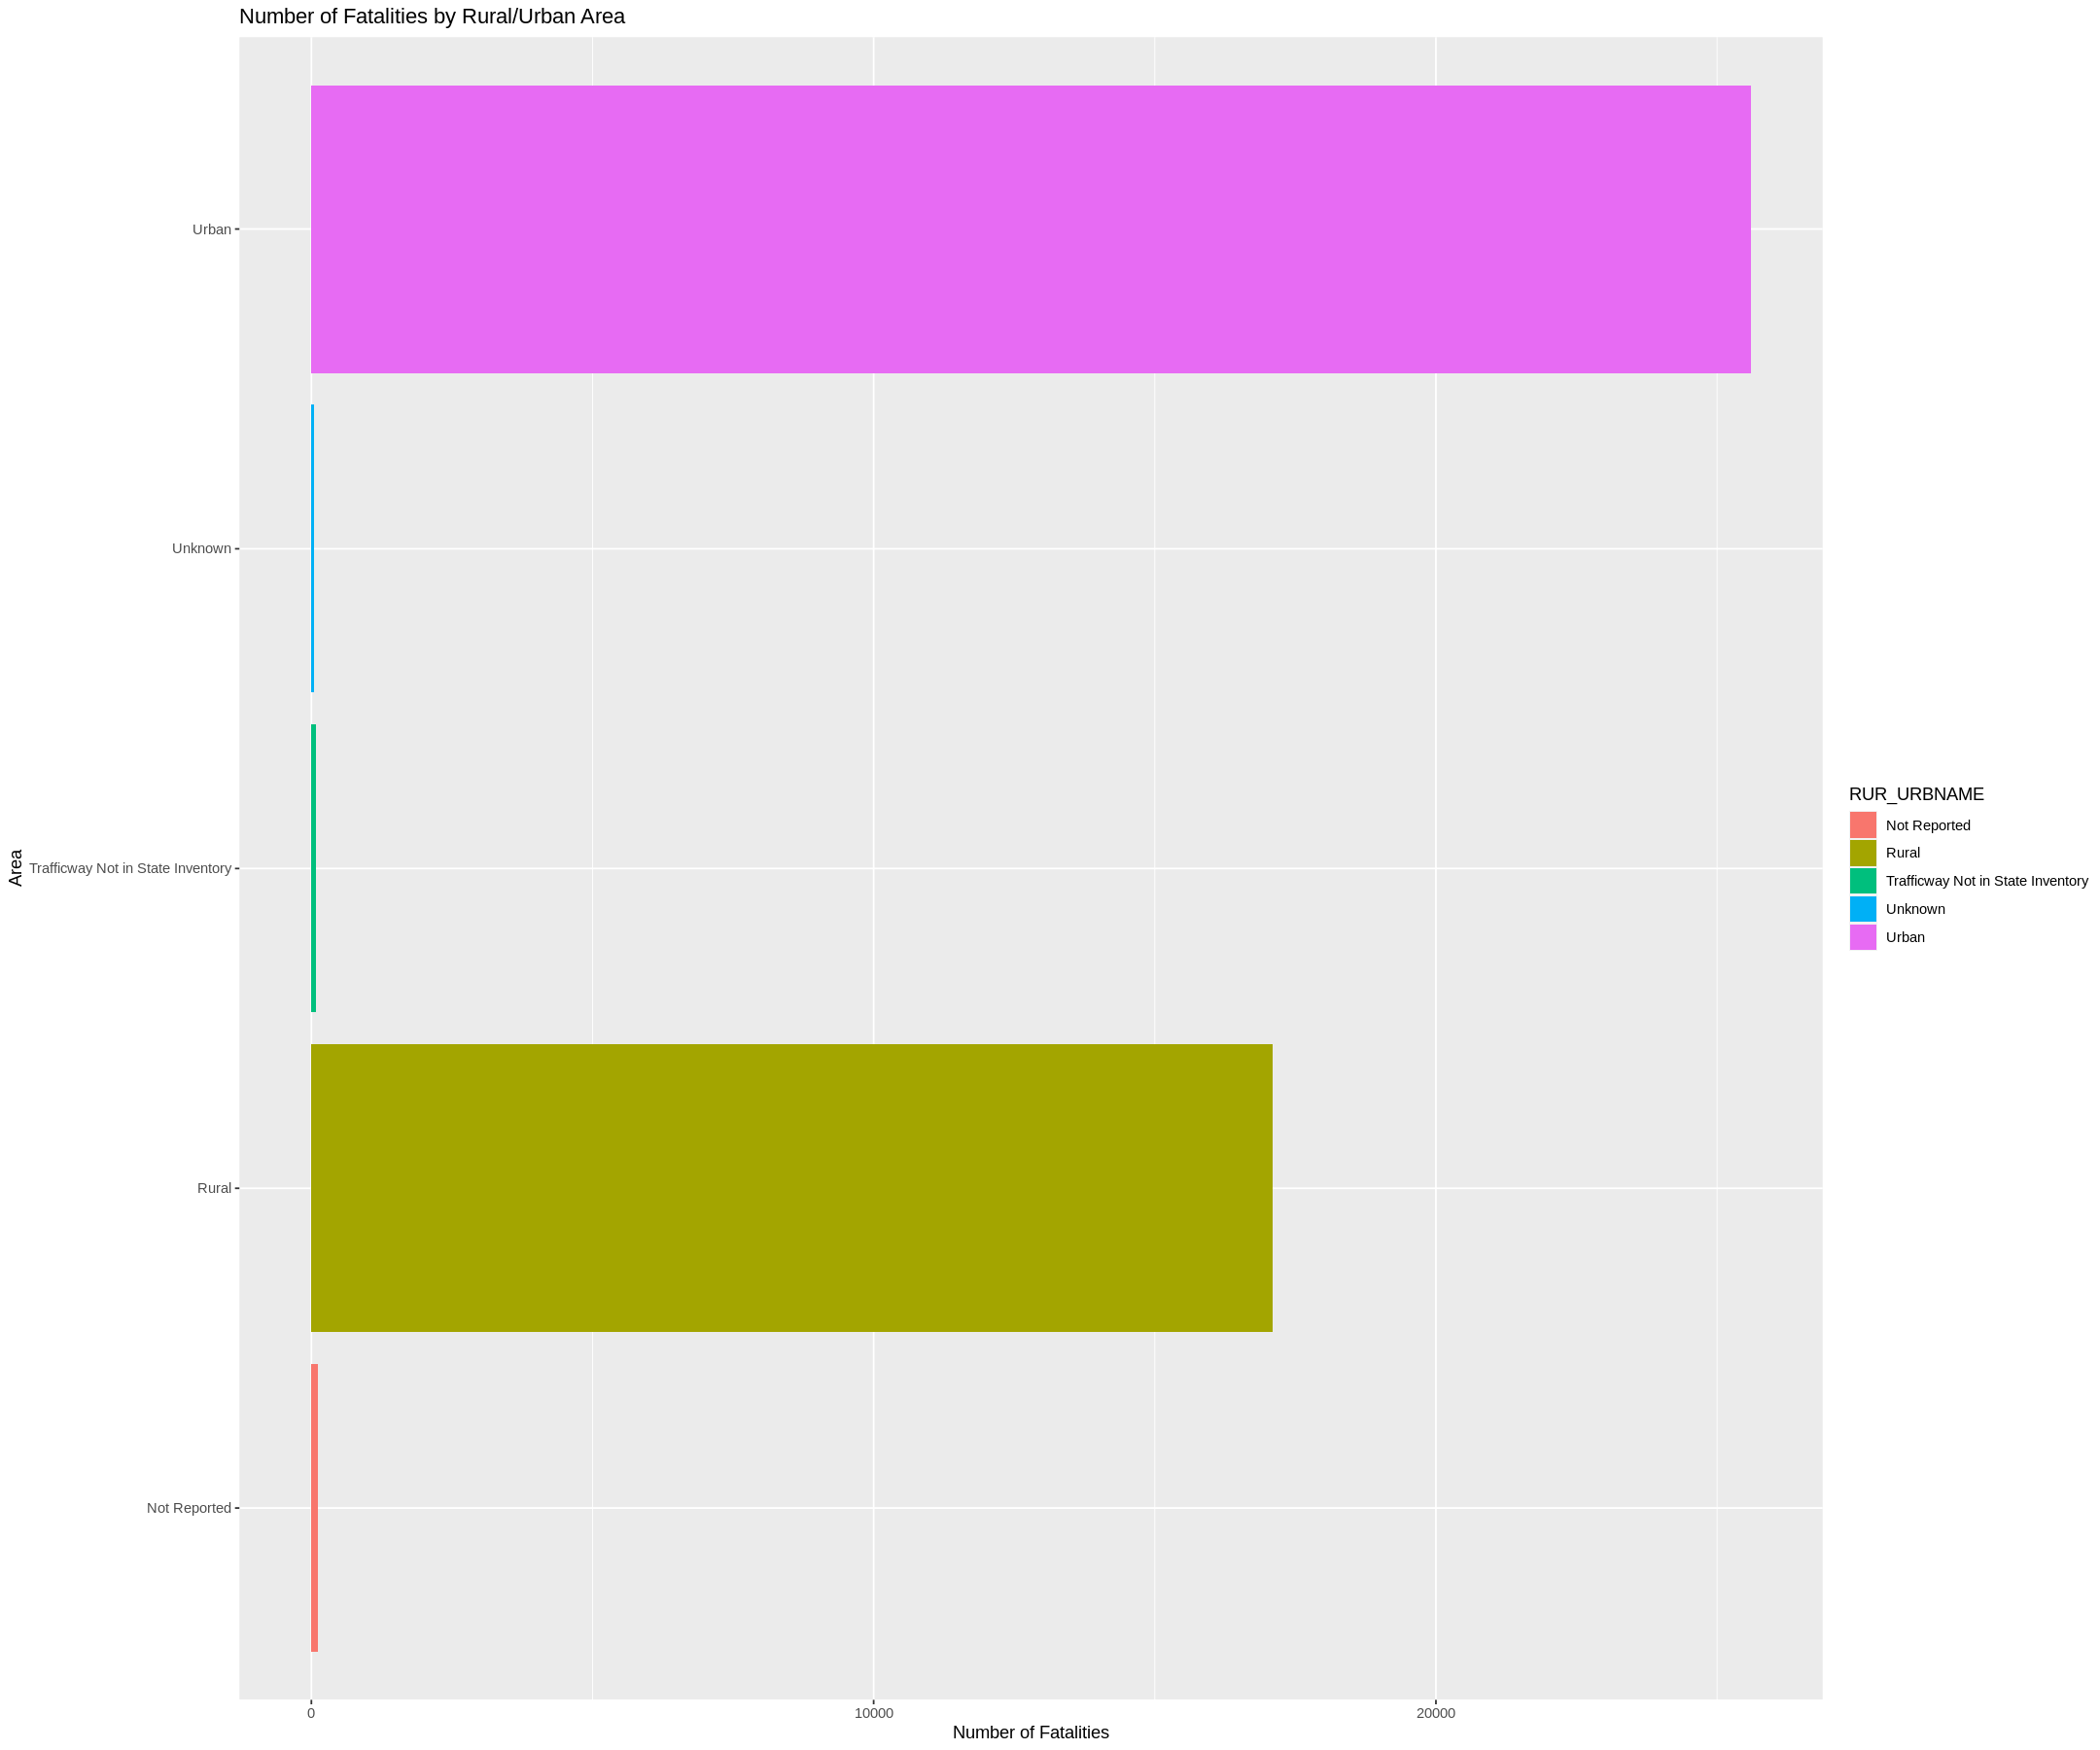 Number of Fatalities by Rural/Urban Area
Area
Urban
Unknown
Trafficway Not in State Inventory
Rural
Not Reported
0 10000 20000
Number of Fatalities
RUR_URBNAME
Not Reported
Rural
Trafficway Not in State Inventory
Unknown
Urban